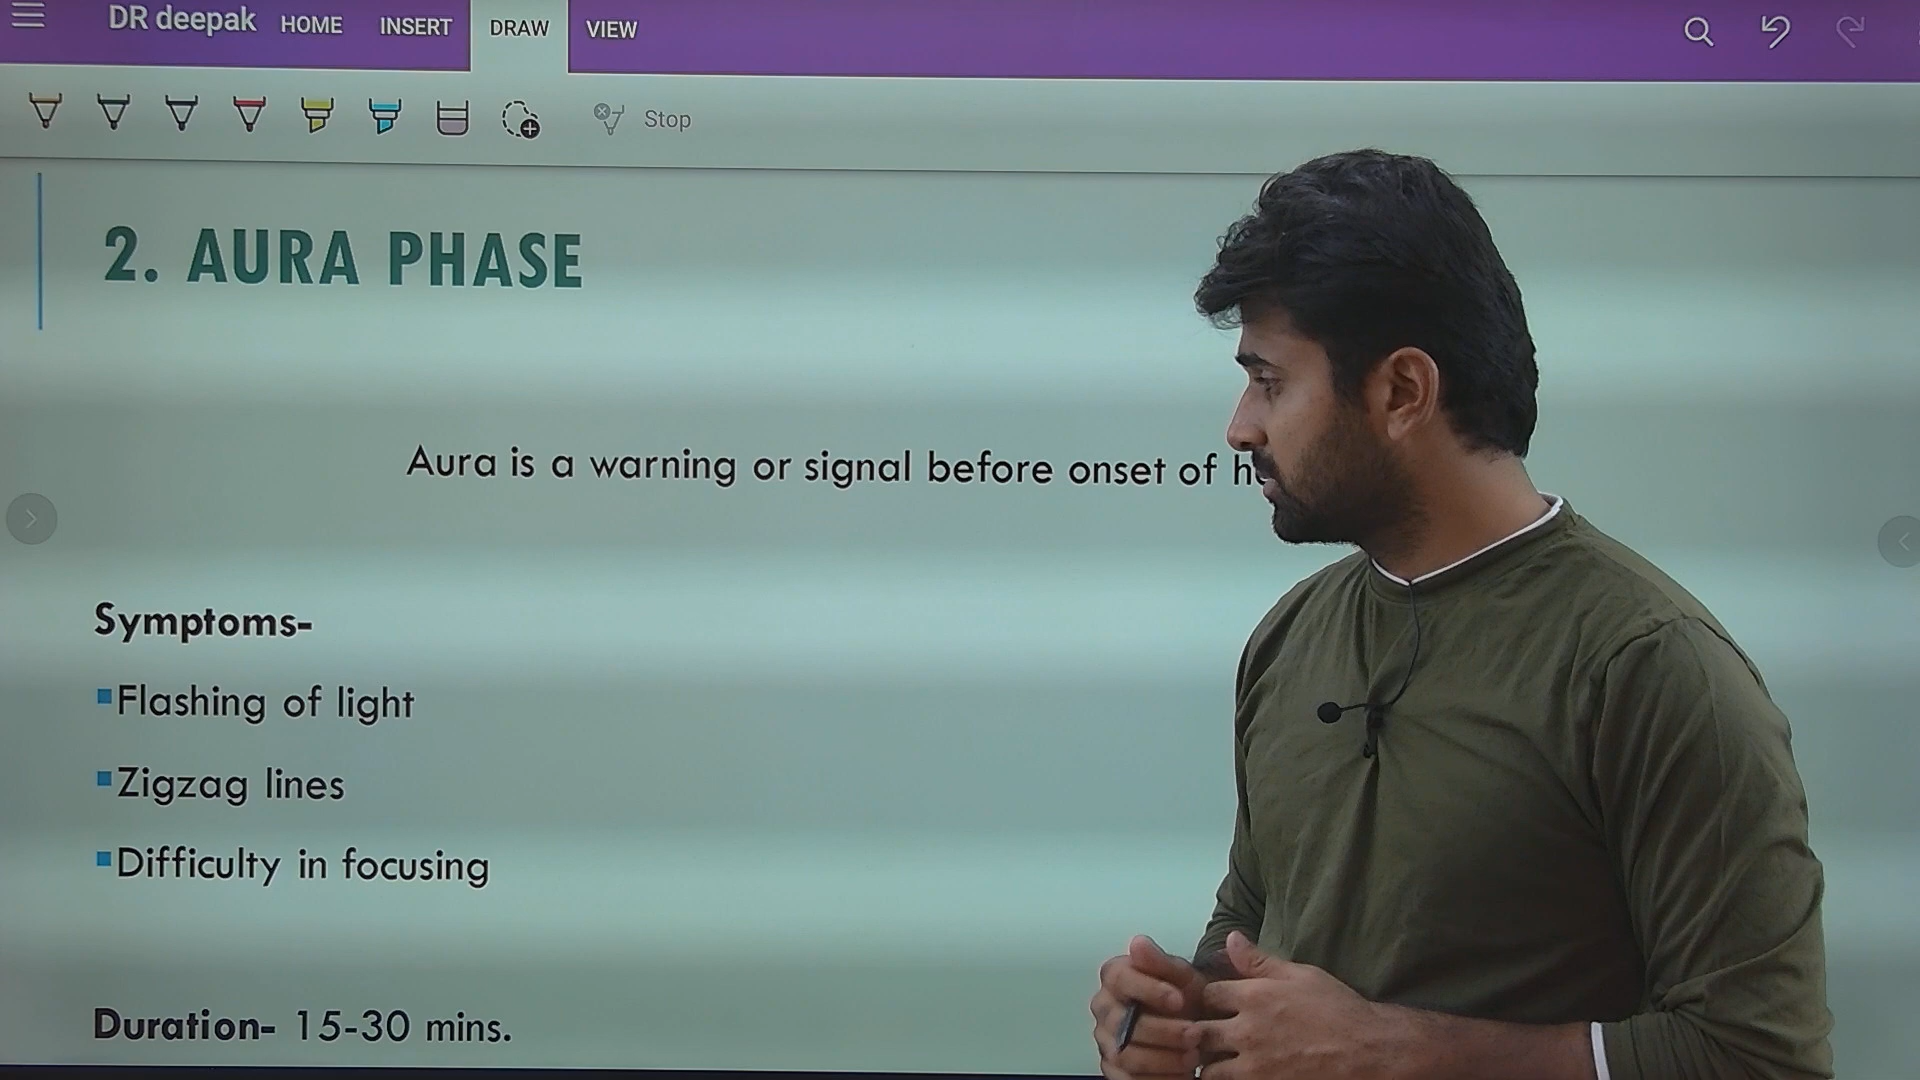 DR deepak HOME INSERT DRAW VIEW
Stop
2. AURA PHASE
Aura is a warning or signal before onset of
Symptoms-
Flashing of light
Zigzag lines
Difficulty in focusing
Duration- 15-30 mins.